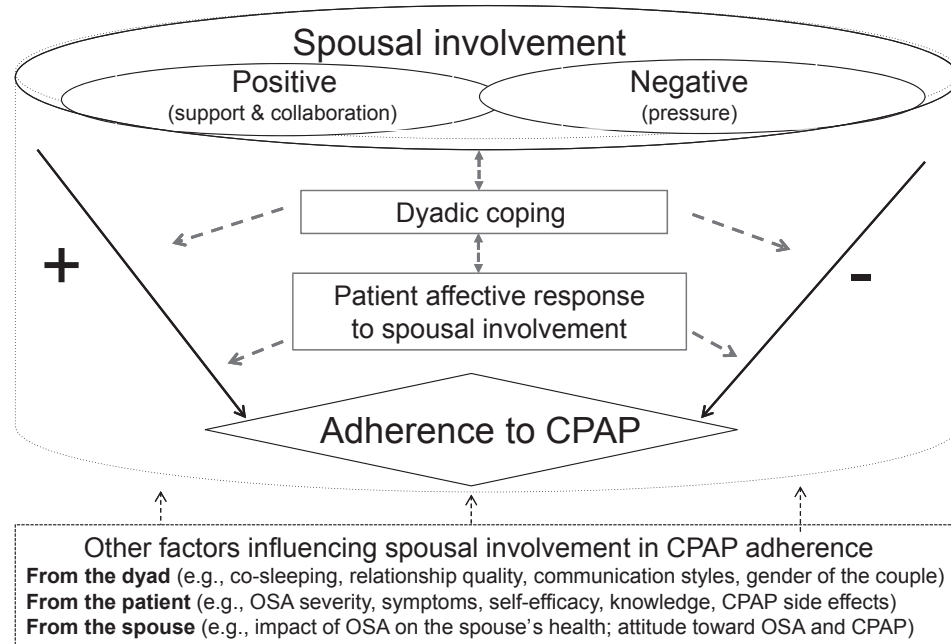 Spousal involvement
Positive
(support & collaboration)
Negative
(pressure)
Dyadic coping
+
-
Patient affective response
to spousal involvement
Adherence to CPAP
Other factors influencing spousal involvement in CPAP adherence
From the dyad (e.g., co-sleeping, relationship quality, communication styles, gender of the couple)
From the patient (e.g., OSA severity, symptoms, self-efficacy, knowledge, CPAP side effects)
From the spouse (e.g., impact of OSA on the spouse's health; attitude toward OSA and CPAP)